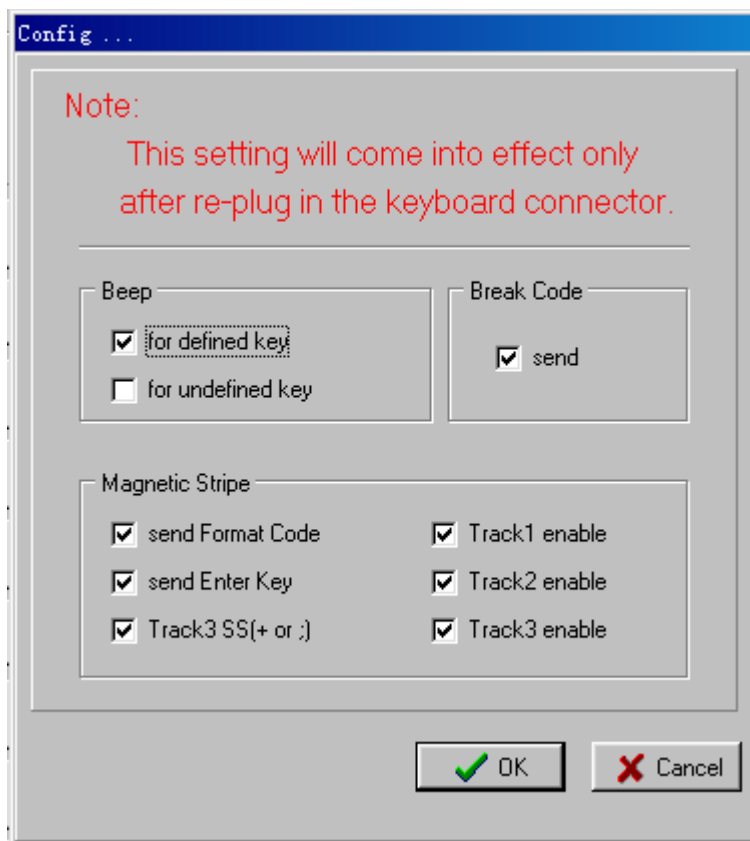 Config ...
Note:
This setting will come into effect only
after re-plug in the keyboard connector.
Beep
Break Code
for defined key
send
for undefined key
Magnetic Stripe
send Format Code
Track1 enable
send Enter Key
Track2 enable
Track3 SS(+ or ;)
Track3 enable
OK
Cancel